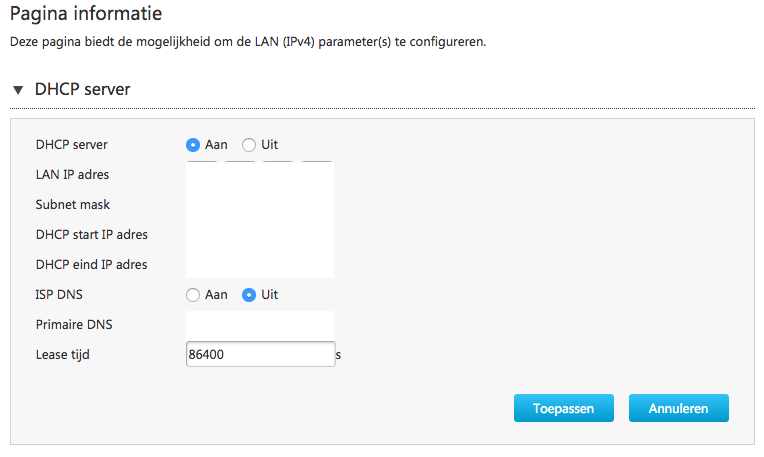 Pagina informatie
Deze pagina biedt de mogelijkheid om de LAN (IPv4) parameter(s) te configureren.
DHCP server
DHCP server Aan Uit
LAN IP adres
Subnet mask
DHCP start IP adres
DHCP eind IP adres
ISP DNS Aan Uit
Primaire DNS
Lease tijd 86400 s
Toepassen Annuleren